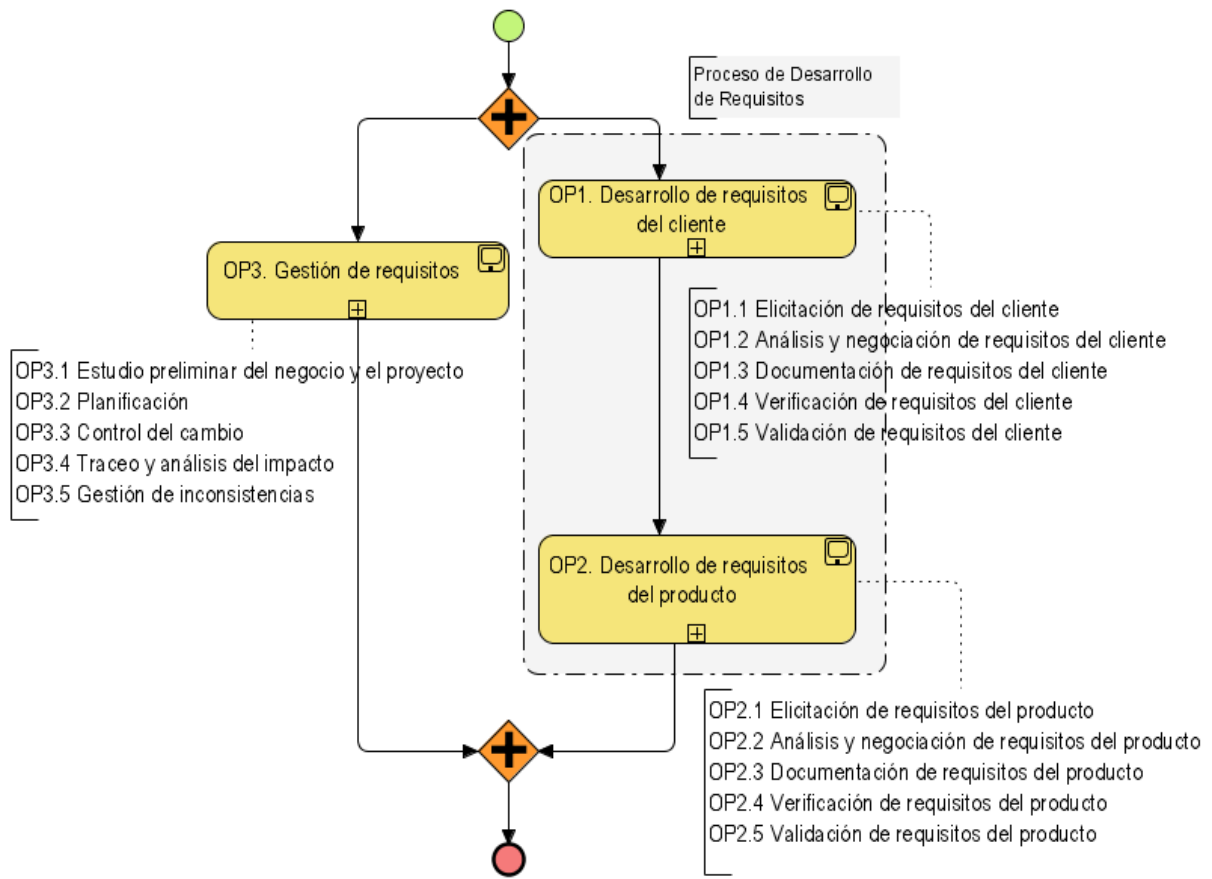 Proceso de Desarrollo
de Requisitos
OP1. Desarrollo de requisitos
del cliente
OP3. Gestión de requisitos
OP1.1 Elicitación de requisitos del cliente
OP1.2 Análisis y negociación de requisitos del cliente
OP1.3 Documentación de requisitos del cliente
OP1.4 Verificación de requisitos del cliente
OP1.5 Validación de requisitos del cliente
OP3.1 Estudio preliminar del negocio y el proyecto
OP3.2 Planificación
OP3.3 Control del cambio
OP3.4 Traceo y análisis del impacto
OP3.5 Gestión de inconsistencias
OP2. Desarrollo de requisitos
del producto
OP2.1 Elicitación de requisitos del producto
OP2.2 Análisis y negociación de requisitos del producto
OP2.3 Documentación de requisitos del producto
OP2.4 Verificación de requisitos del producto
OP2.5 Validación de requisitos del producto